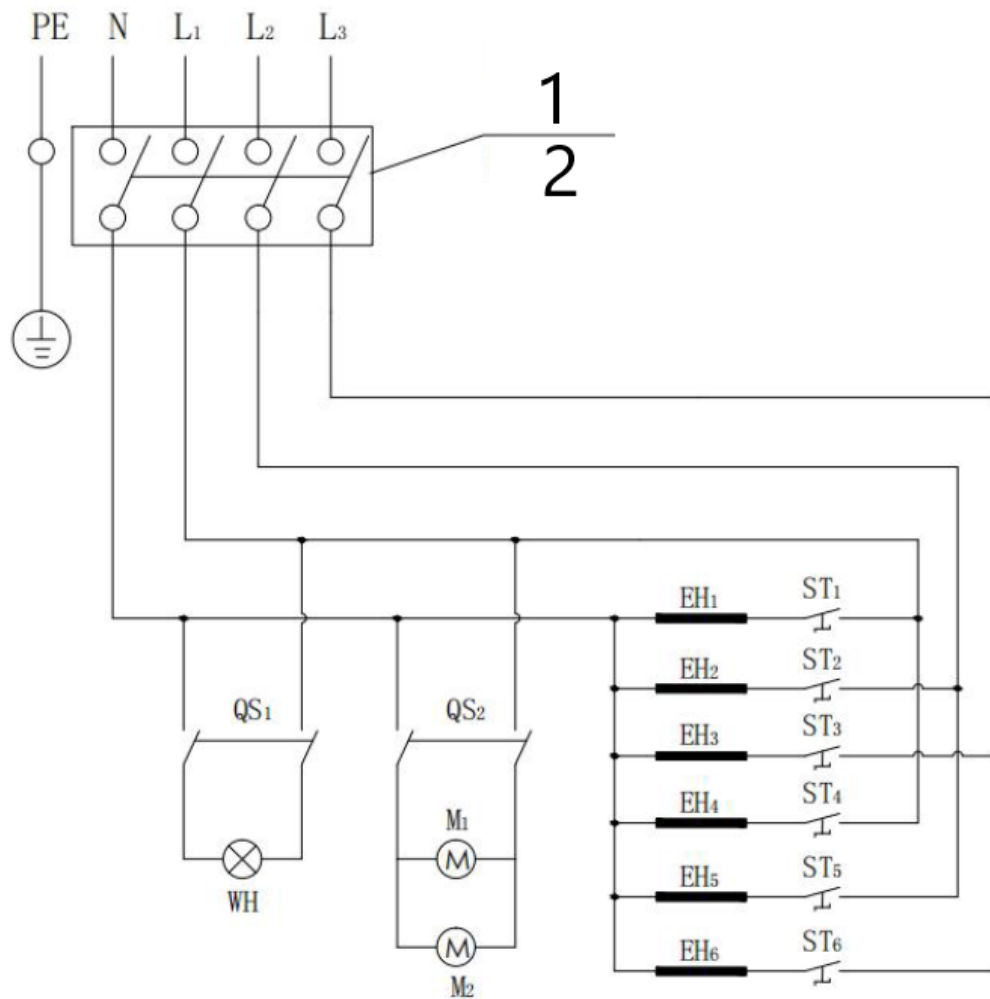 PE N L₁ L₂ L₃
1
2
EH₁ ST₁
EH₂ ST₂
QS₁ QS₂
EH₃ ST₃
EH₄ ST₄
M₁
M
EH₅ ST₅
WH
M
EH₆ ST₆
M₂